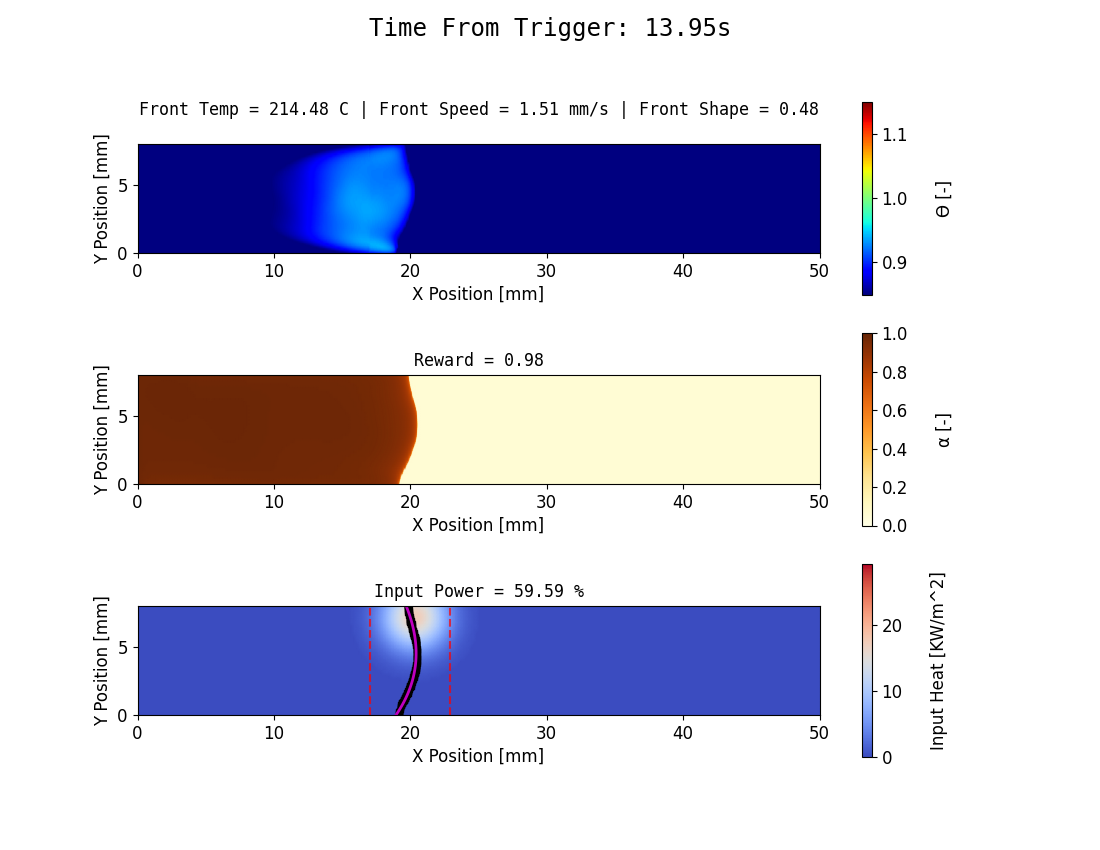 Time From Trigger: 13.95s
Front Temp = 214.48 C | Front Speed = 1.51 mm/s | Front Shape = 0.48
Y Position [mm]
5
0
0 10 20 30 40 50
X Position [mm]
1.1
1.0
0.9
Θ [-]
Reward = 0.98
Y Position [mm]
5
0
0 10 20 30 40 50
X Position [mm]
1.0
0.8
0.6
0.4
0.2
0.0
α [-]
Input Power = 59.59 %
Y Position [mm]
5
0
0 10 20 30 40 50
X Position [mm]
20
10
0
Input Heat [KW/m^2]